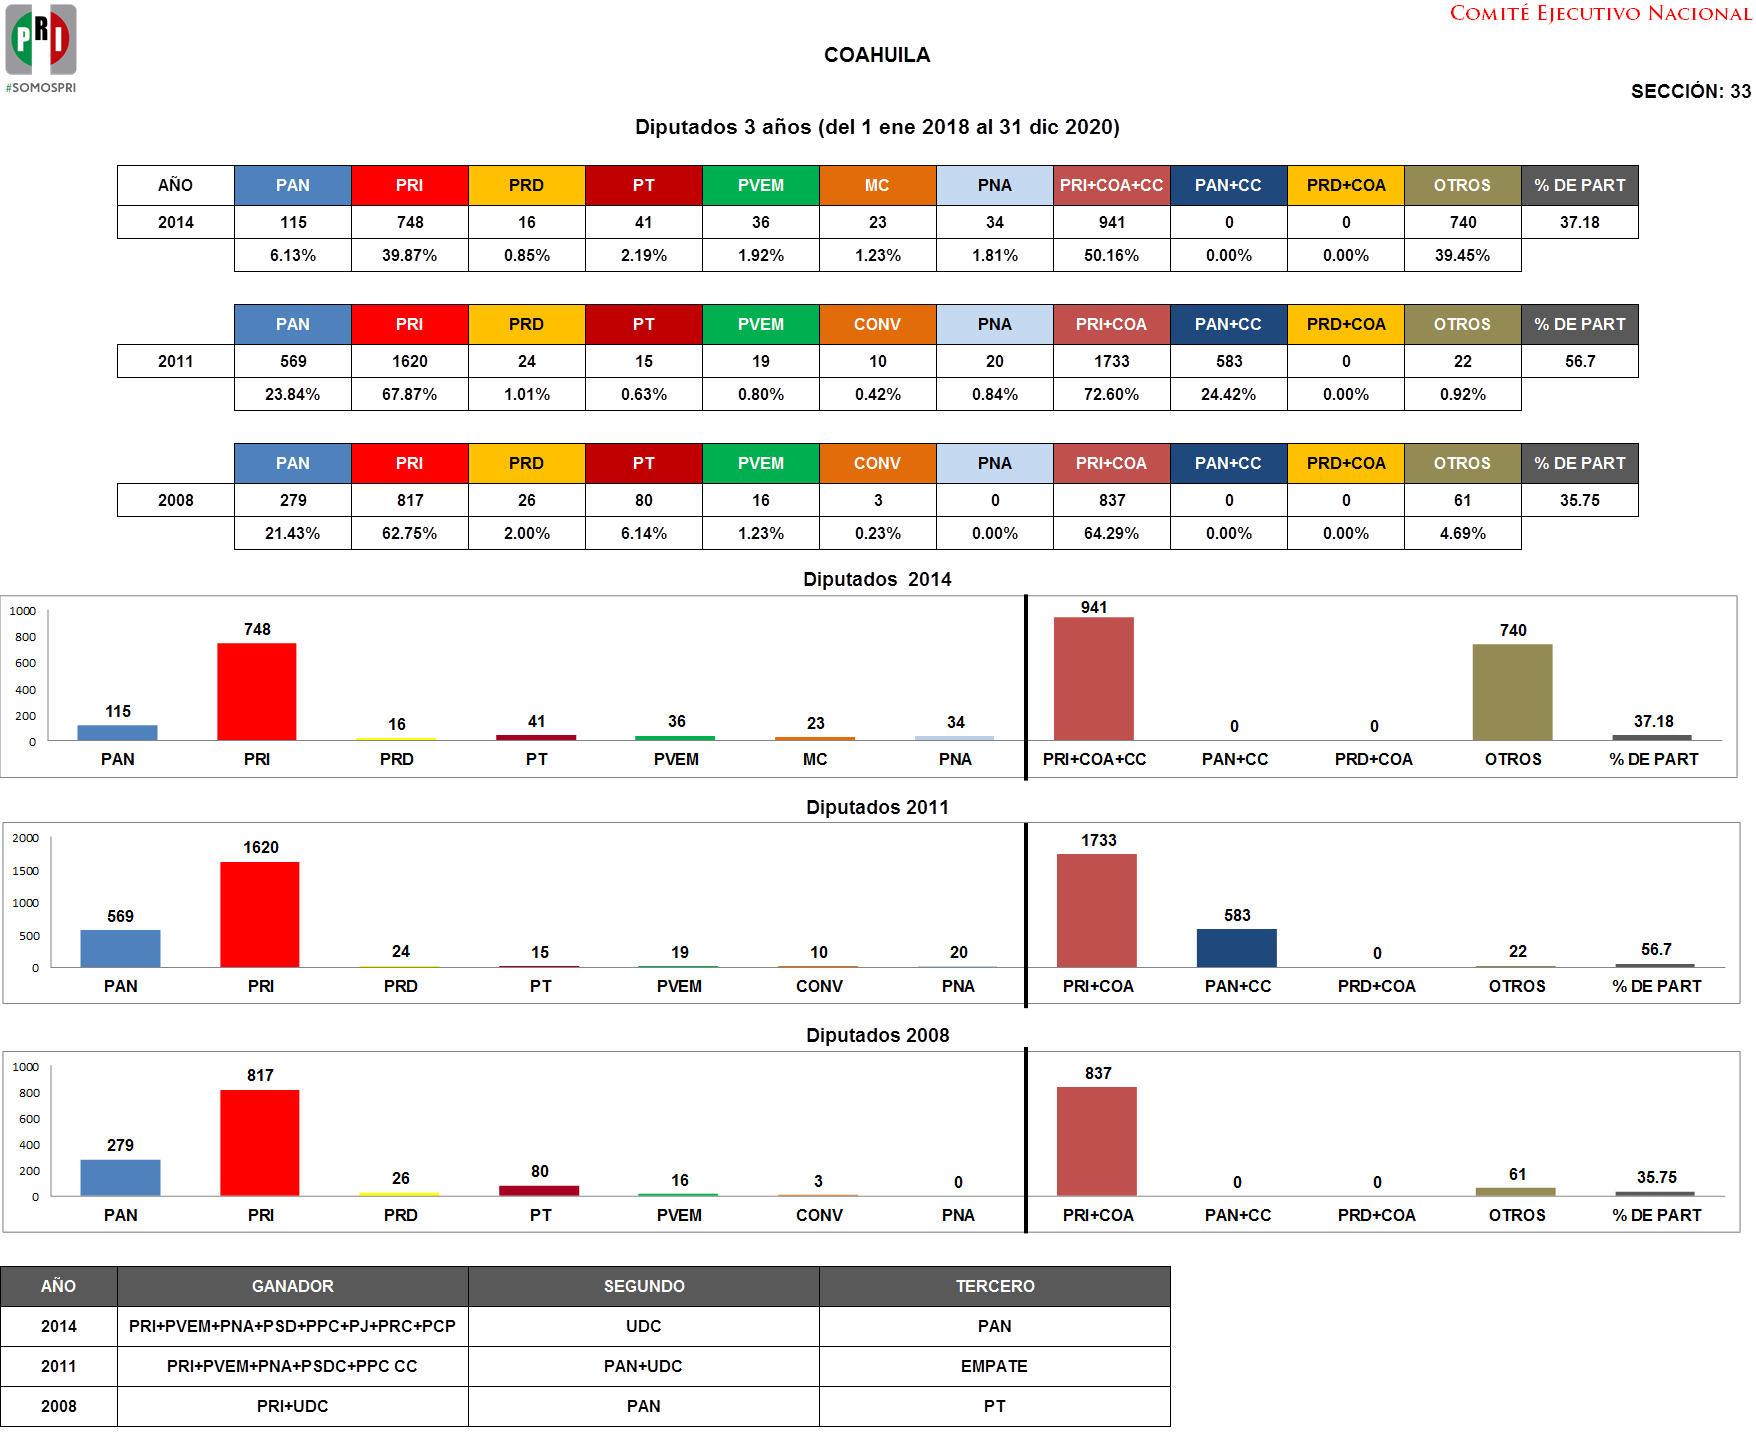 COMITÉ EJECUTIVO NACIONAL
PRI
#SOMOSPRI
COAHUILA
SECCIÓN: 33
Diputados 3 años (del 1 ene 2018 al 31 dic 2020)
AÑO PAN PRI PRD PT PVEM MC PNA PRI+COA+CC PAN+CC PRD+COA OTROS % DE PART
2014 115 748 16 41 36 23 34 941 0 0 740 37.18
6.13% 39.87% 0.85% 2.19% 1.92% 1.23% 1.81% 50.16% 0.00% 0.00% 39.45%
PAN PRI PRD PT PVEM CONV PNA PRI+COA PAN+CC PRD+COA OTROS % DE PART
2011 569 1620 24 15 19 10 20 1733 583 0 22 56.7
23.84% 67.87% 1.01% 0.63% 0.80% 0.42% 0.84% 72.60% 24.42% 0.00% 0.92%
PAN PRI PRD PT PVEM CONV PNA PRI+COA PAN+CC PRD+COA OTROS % DE PART
2008 279 817 26 80 16 3 0 837 0 0 61 35.75
21.43% 62.75% 2.00% 6.14% 1.23% 0.23% 0.00% 64.29% 0.00% 0.00% 4.69%
Diputados 2014
1000
800
600
400
200
0
115 748 16 41 36 23 34 941 0 0 740 37.18
PAN PRI PRD PT PVEM MC PNA PRI+COA+CC PAN+CC PRD+COA OTROS % DE PART
Diputados 2011
2000
1500
1000
500
0
569 1620 24 15 19 10 20 1733 583 0 22 56.7
PAN PRI PRD PT PVEM CONV PNA PRI+COA PAN+CC PRD+COA OTROS % DE PART
Diputados 2008
1000
800
600
400
200
0
279 817 26 80 16 3 0 837 0 0 61 35.75
PAN PRI PRD PT PVEM CONV PNA PRI+COA PAN+CC PRD+COA OTROS % DE PART
AÑO GANADOR SEGUNDO TERCERO
2014 PRI+PVEM+PNA+PSD+PPC+PJ+PRC+PCP UDC PAN
2011 PRI+PVEM+PNA+PSDC+PPC CC PAN+UDC EMPATE
2008 PRI+UDC PAN PT